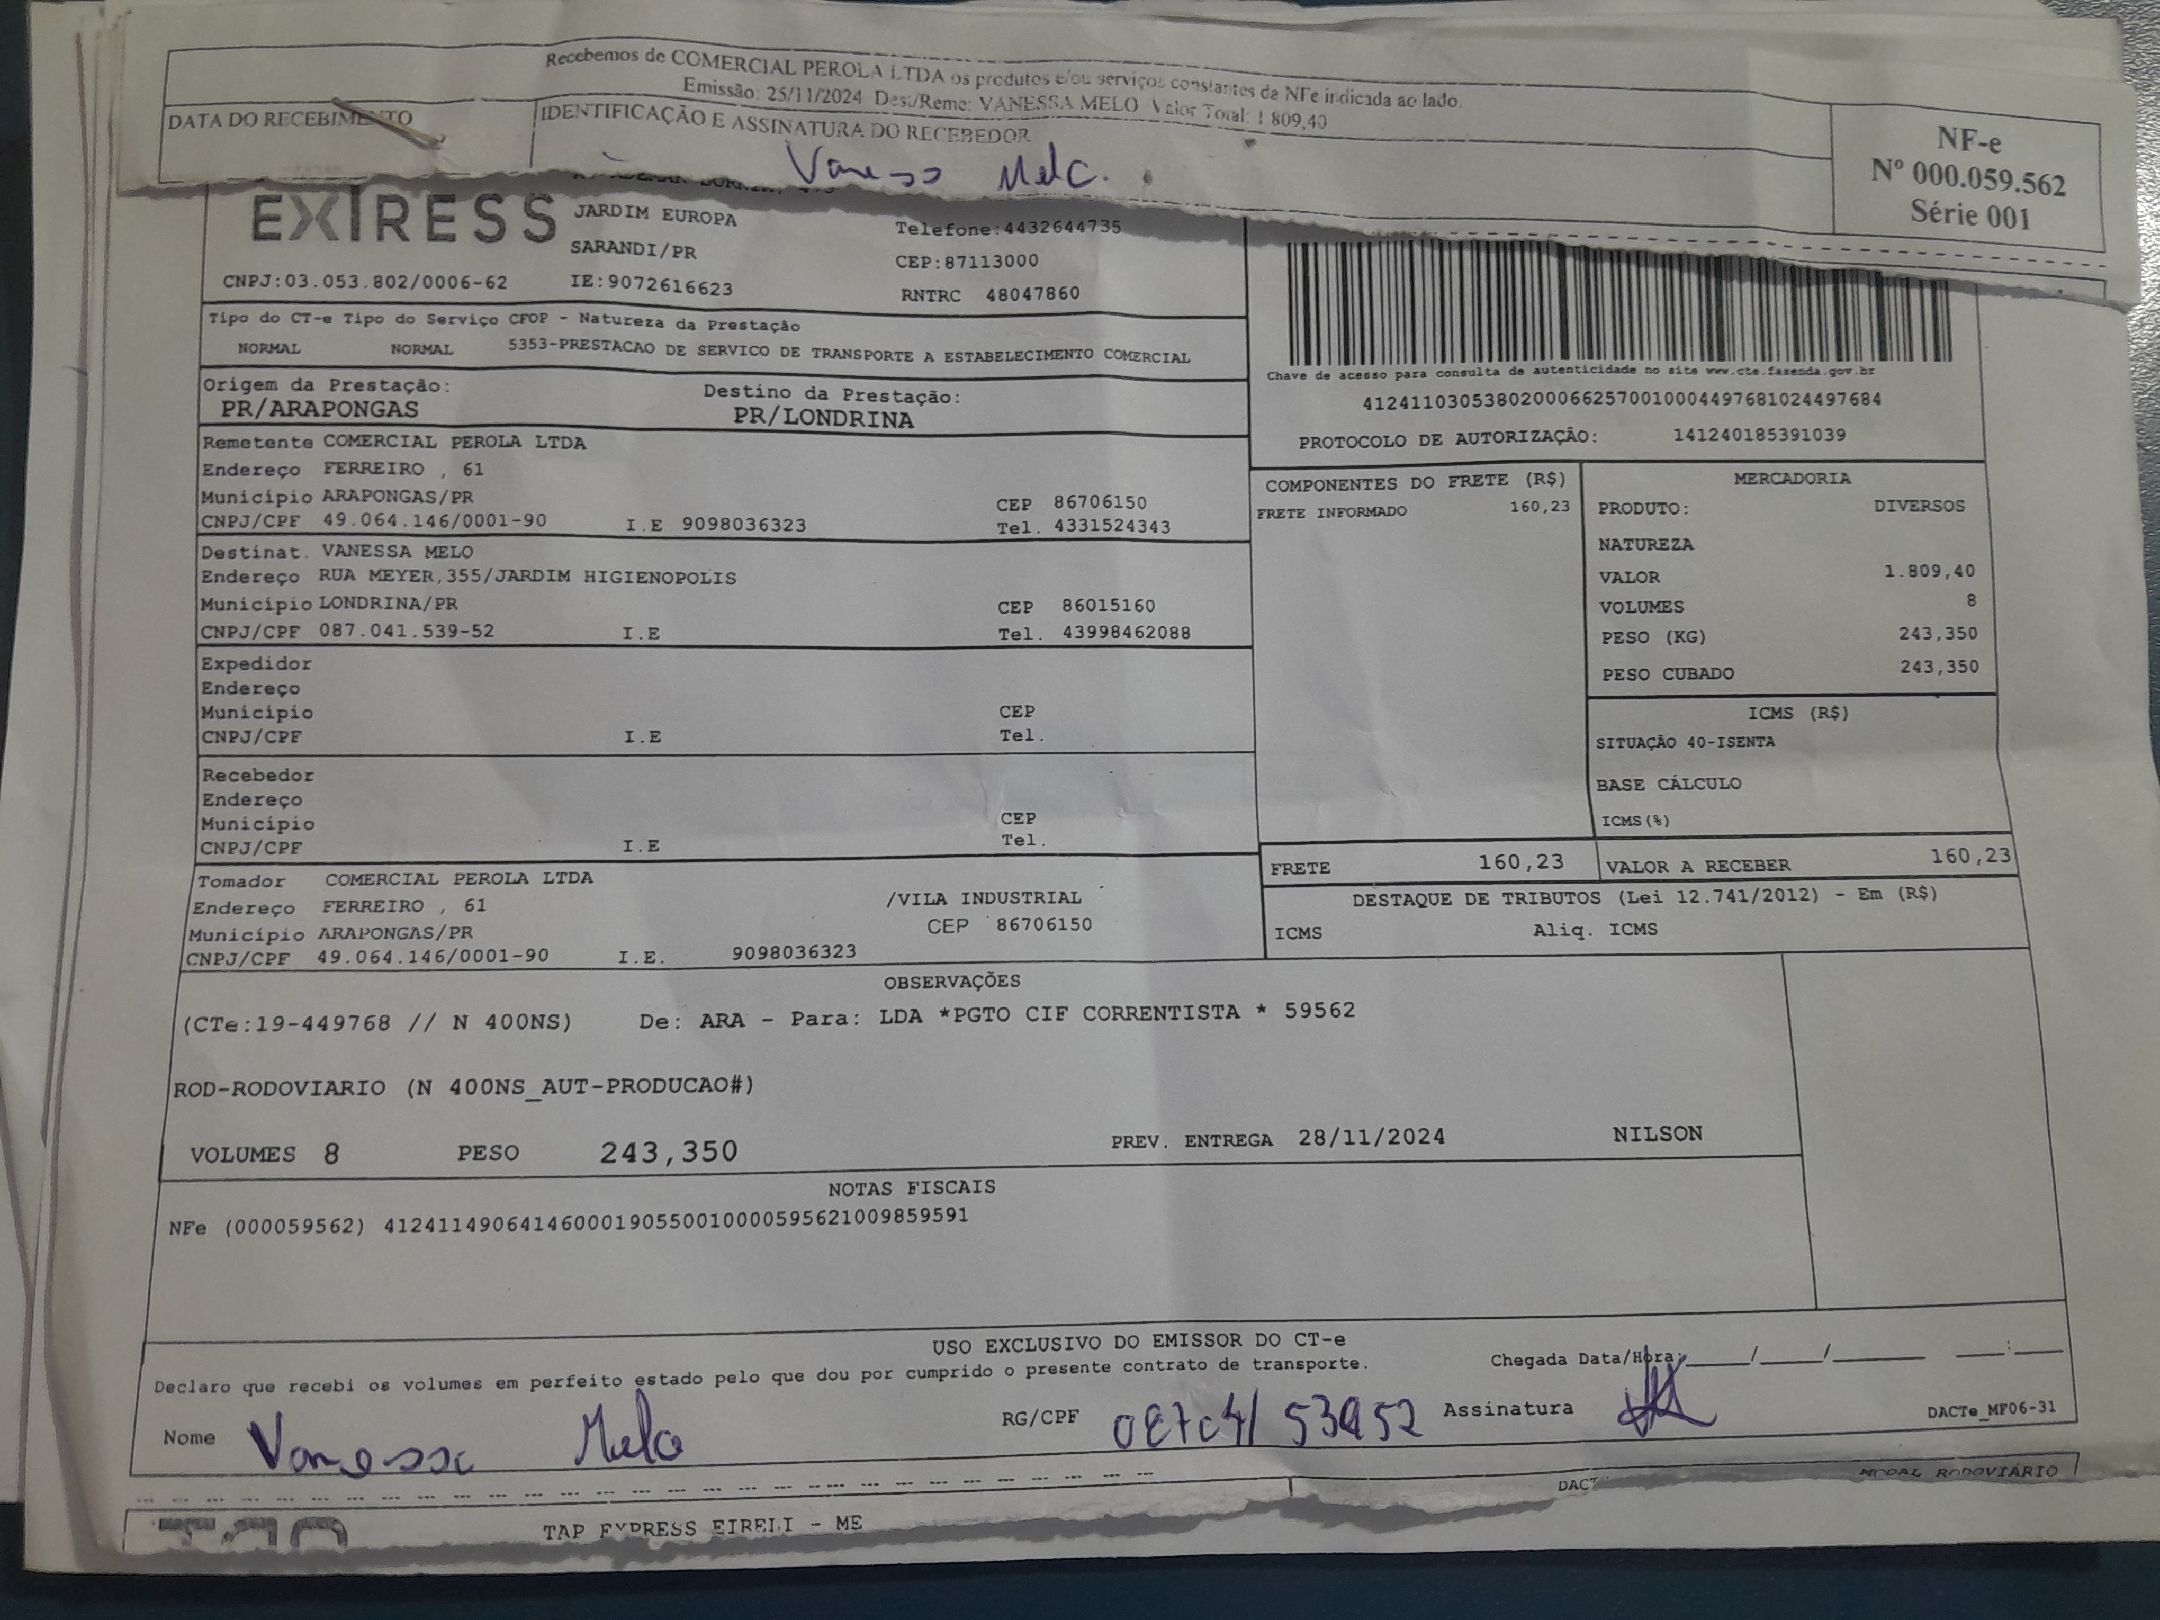 Recebemos de COMERCIAL PEROLA LTDA os produtos e/ou serviços constantes da NFe indicada ao lado.
Emissão: 25/11/2024 Des./Reme: VANESSA MELO Valor Total: 1 809,40
DATA DO RECEBIMENTO
IDENTIFICAÇÃO E ASSINATURA DO RECEBEDOR
Vanessa Melo.
NF-e
Nº 000.059.562
Série 001
EXPRESS
JARDIM EUROPA
SARANDI/PR
Telefone:4432644735
CEP:87113000
CNPJ:03.053.802/0006-62 IE:9072616623
RNTRC 48047860
Tipo do CT-e Tipo do Serviço CFOP - Natureza da Prestação
NORMAL NORMAL 5353-PRESTACAO DE SERVICO DE TRANSPORTE A ESTABELECIMENTO COMERCIAL
Chave de acesso para consulta de autenticidade no site www.cte.fazenda.gov.br
41241103053802000662570010004497681024497684
PROTOCOLO DE AUTORIZAÇÃO: 141240185391039
Origem da Prestação: Destino da Prestação:
PR/ARAPONGAS PR/LONDRINA
Remetente COMERCIAL PEROLA LTDA
Endereço FERREIRO , 61
Município ARAPONGAS/PR CEP 86706150
CNPJ/CPF 49.064.146/0001-90 I.E 9098036323 Tel. 4331524343
Destinat. VANESSA MELO
Endereço RUA MEYER,355/JARDIM HIGIENOPOLIS
Município LONDRINA/PR CEP 86015160
CNPJ/CPF 087.041.539-52 I.E Tel. 43998462088
Expedidor
Endereço
Município CEP
CNPJ/CPF I.E Tel.
Recebedor
Endereço
Município CEP
CNPJ/CPF I.E Tel.
Tomador COMERCIAL PEROLA LTDA
Endereço FERREIRO , 61 /VILA INDUSTRIAL
Município ARAPONGAS/PR CEP 86706150
CNPJ/CPF 49.064.146/0001-90 I.E. 9098036323
COMPONENTES DO FRETE (R$)
FRETE INFORMADO 160,23
MERCADORIA
PRODUTO: DIVERSOS
NATUREZA
VALOR 1.809,40
VOLUMES 8
PESO (KG) 243,350
PESO CUBADO 243,350
ICMS (R$)
SITUAÇÃO 40-ISENTA
BASE CÁLCULO
ICMS(%)
FRETE 160,23 VALOR A RECEBER 160,23
DESTAQUE DE TRIBUTOS (Lei 12.741/2012) - Em (R$)
ICMS Aliq. ICMS
OBSERVAÇÕES
(CTe:19-449768 // N 400NS) De: ARA - Para: LDA *PGTO CIF CORRENTISTA * 59562
ROD-RODOVIARIO (N 400NS_AUT-PRODUCAO#)
VOLUMES 8 PESO 243,350 PREV. ENTREGA 28/11/2024 NILSON
NOTAS FISCAIS
NFe (000059562) 41241149064146000190550010000595621009859591
USO EXCLUSIVO DO EMISSOR DO CT-e
Declaro que recebi os volumes em perfeito estado pelo que dou por cumprido o presente contrato de transporte.
Chegada Data/Hora: ____/____/____ __:__
Nome Vanessa Melo RG/CPF 08704153952 Assinatura
DACTe_MF06-31
DACT
MODAL RODOVIÁRIO
TAP EXPRESS EIRELI - ME